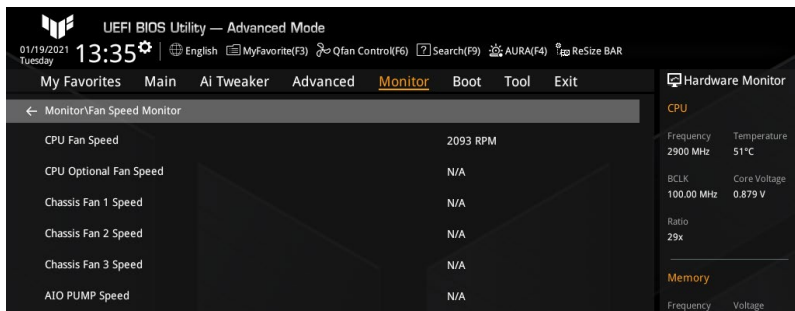 UEFI BIOS Utility — Advanced Mode
01/19/2021
Tuesday
13:35
English
MyFavorite(F3)
Qfan Control(F6)
? Search(F9)
AURA(F4)
ReSize BAR
My Favorites
Main
Ai Tweaker
Advanced
Monitor
Boot
Tool
Exit
Hardware Monitor
← Monitor\Fan Speed Monitor
CPU Fan Speed 2093 RPM
CPU Optional Fan Speed N/A
Chassis Fan 1 Speed N/A
Chassis Fan 2 Speed N/A
Chassis Fan 3 Speed N/A
AIO PUMP Speed N/A
CPU
Frequency Temperature
2900 MHz 51°C
BCLK Core Voltage
100.00 MHz 0.879 V
Ratio
29x
Memory
Frequency Voltage